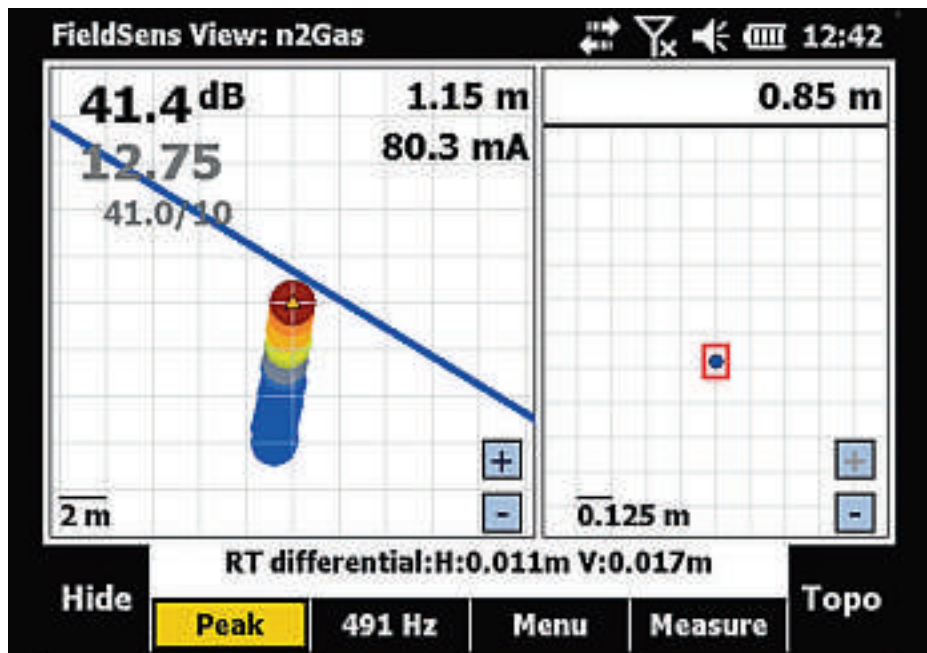 FieldSens View: n2Gas 12:42
41.4 dB 1.15 m
12.75 80.3 mA
41.0/10
0.85 m
+
-
2 m
+
-
0.125 m
RT differential:H:0.011m V:0.017m
Hide Peak 491 Hz Menu Measure Topo